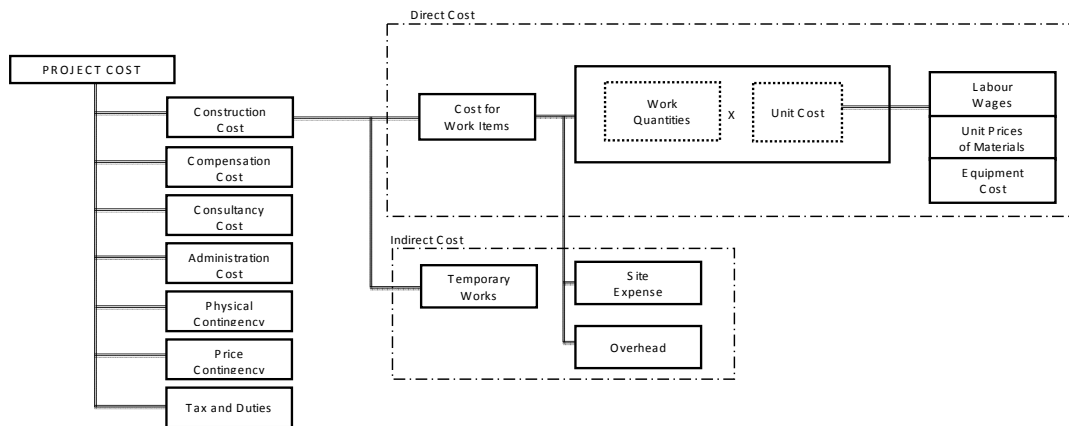 Direct Cost
PROJECT COST
Construction
Cost
Compensation
Cost
Consultancy
Cost
Administration
Cost
Physical
Contingency
Price
Contingency
Tax and Duties
Cost for
Work Items
Work
Quantities
x
Unit Cost
Labour
Wages
Unit Prices
of Materials
Equipment
Cost
Indirect Cost
Temporary
Works
Site
Expense
Overhead